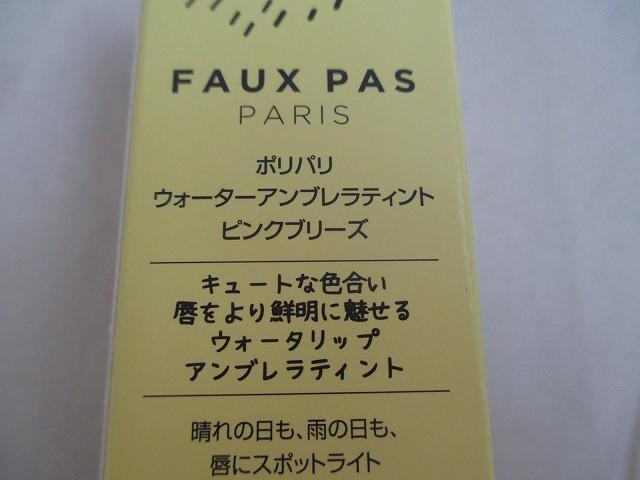 FAUX PAS
PARIS
ポリパリ
ウォーターアンブレラティント
ピンクブリーズ
キュートな色合い
唇をより鮮明に魅せる
ウォータリップ
アンブレラティント
晴れの日も、雨の日も、
唇にスポットライト